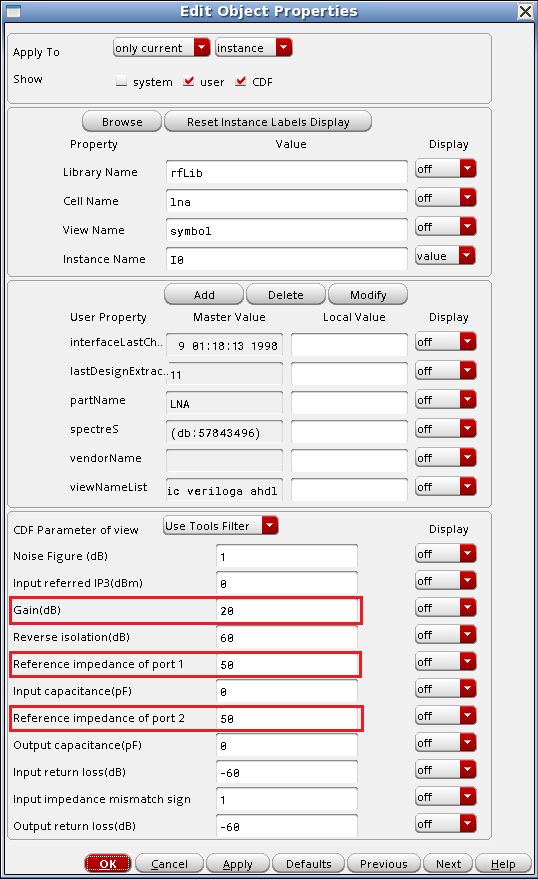 Edit Object Properties
Apply To only current instance
Show system user CDF
Browse Reset Instance Labels Display
Property Value Display
Library Name rfLib off
Cell Name lna off
View Name symbol off
Instance Name I0 value
Add Delete Modify
User Property Master Value Local Value Display
interfaceLastCh.. 9 01:18:13 1998 off
lastDesignExtrac.. 11 off
partName LNA off
spectreS (db:57843496) off
vendorName off
viewNameList ic veriloga ahdl off
CDF Parameter of view Use Tools Filter Display
Noise Figure (dB) 1 off
Input referred IP3(dBm) 0 off
Gain(dB) 20 off
Reverse isolation(dB) 60 off
Reference impedance of port 1 50 off
Input capacitance(pF) 0 off
Reference impedance of port 2 50 off
Output capacitance(pF) 0 off
Input return loss(dB) -60 off
Input impedance mismatch sign 1 off
Output return loss(dB) -60 off
OK Cancel Apply Defaults Previous Next Help